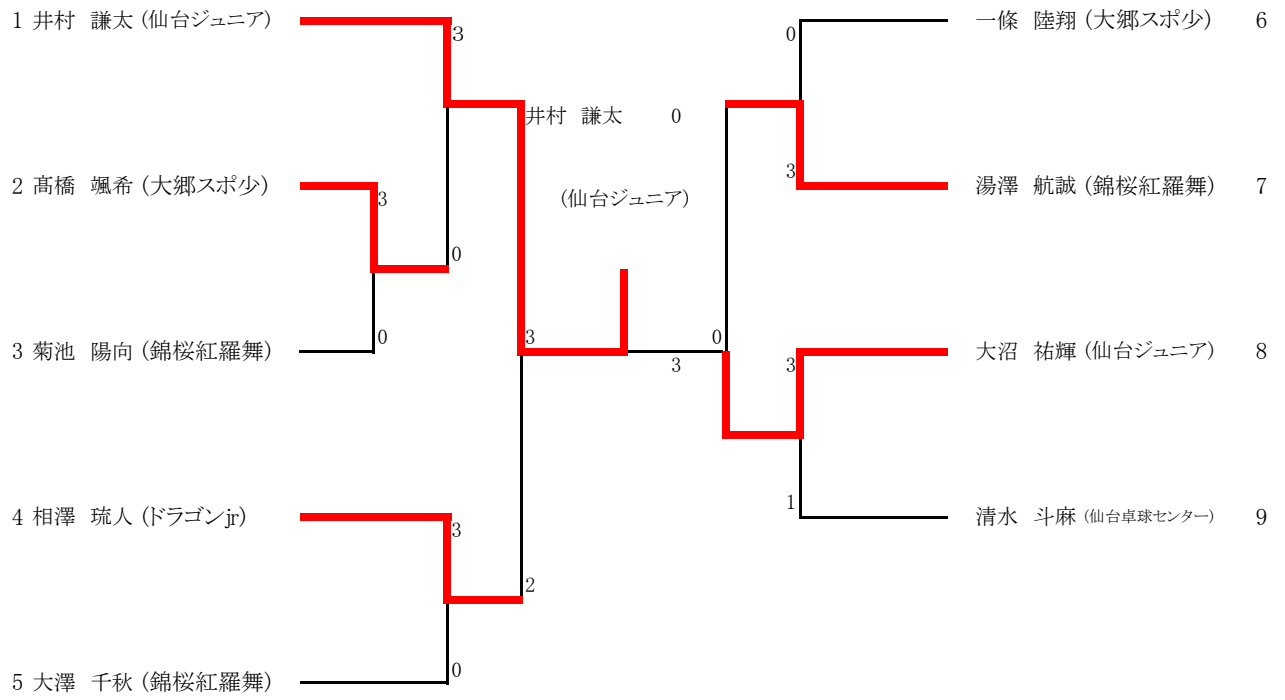 1 井村 謙太 (仙台ジュニア)
3
井村 謙太 0
(仙台ジュニア)
2 髙橋 颯希 (大郷スポ少)
3
0
3 菊池 陽向 (錦桜紅羅舞)
0
3
4 相澤 琉人 (ドラゴンjr)
3
2
5 大澤 千秋 (錦桜紅羅舞)
0
0
一條 陸翔 (大郷スポ少) 6
3
湯澤 航誠 (錦桜紅羅舞) 7
0
3
3
大沼 祐輝 (仙台ジュニア) 8
1
清水 斗麻 (仙台卓球センター) 9